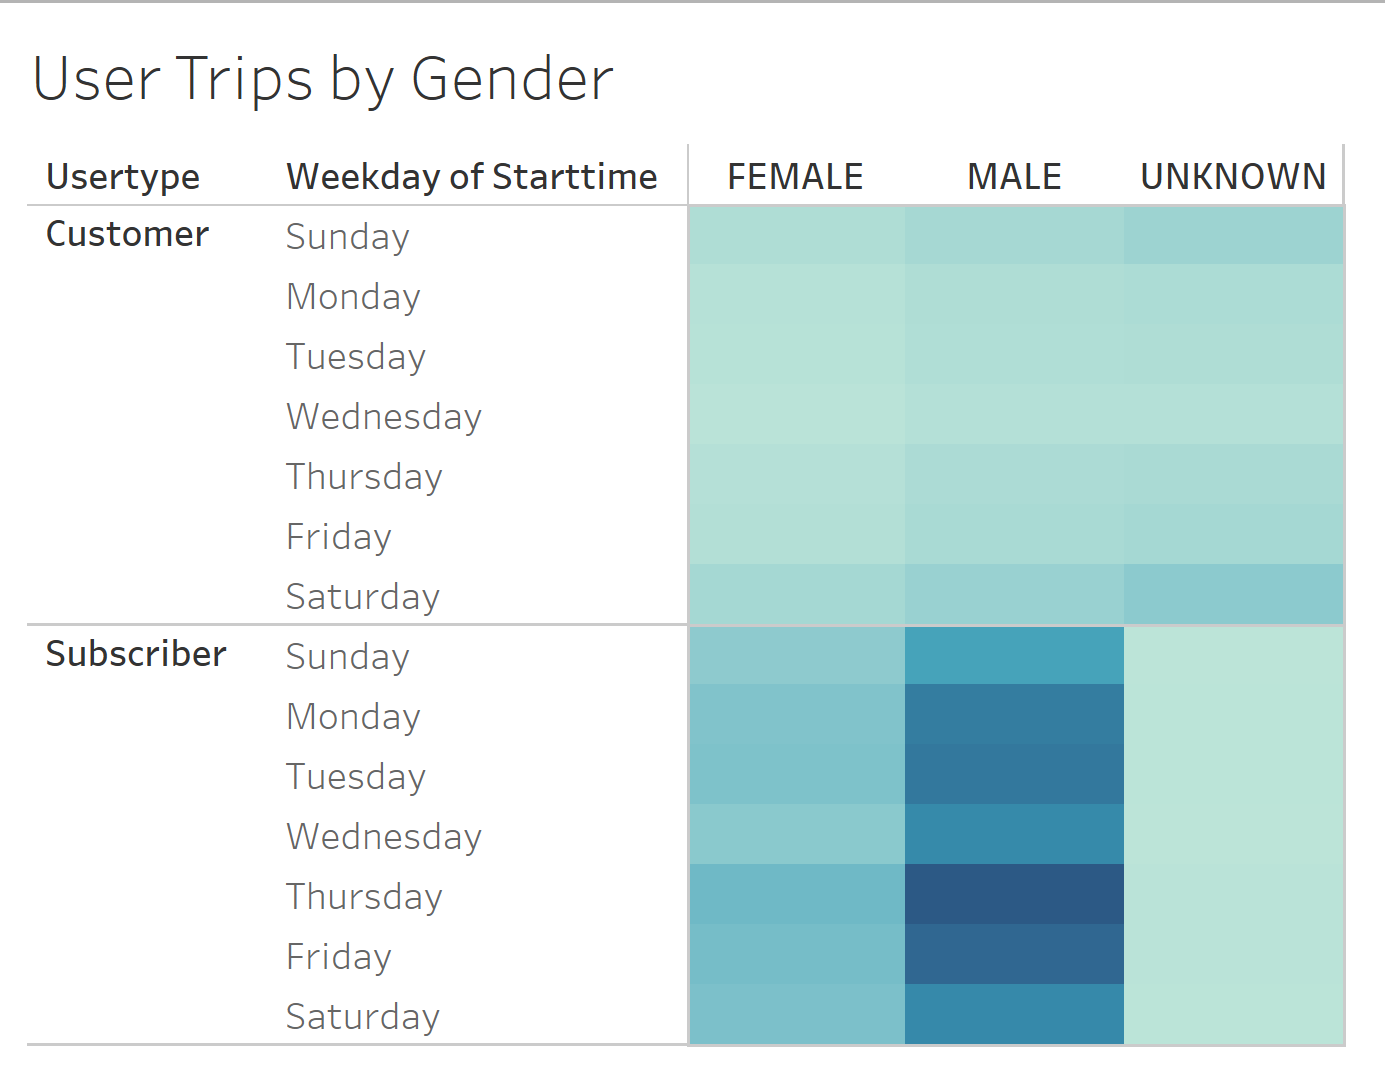 User Trips by Gender
Usertype Weekday of Starttime FEMALE MALE UNKNOWN
Customer Sunday
Monday
Tuesday
Wednesday
Thursday
Friday
Saturday
Subscriber Sunday
Monday
Tuesday
Wednesday
Thursday
Friday
Saturday